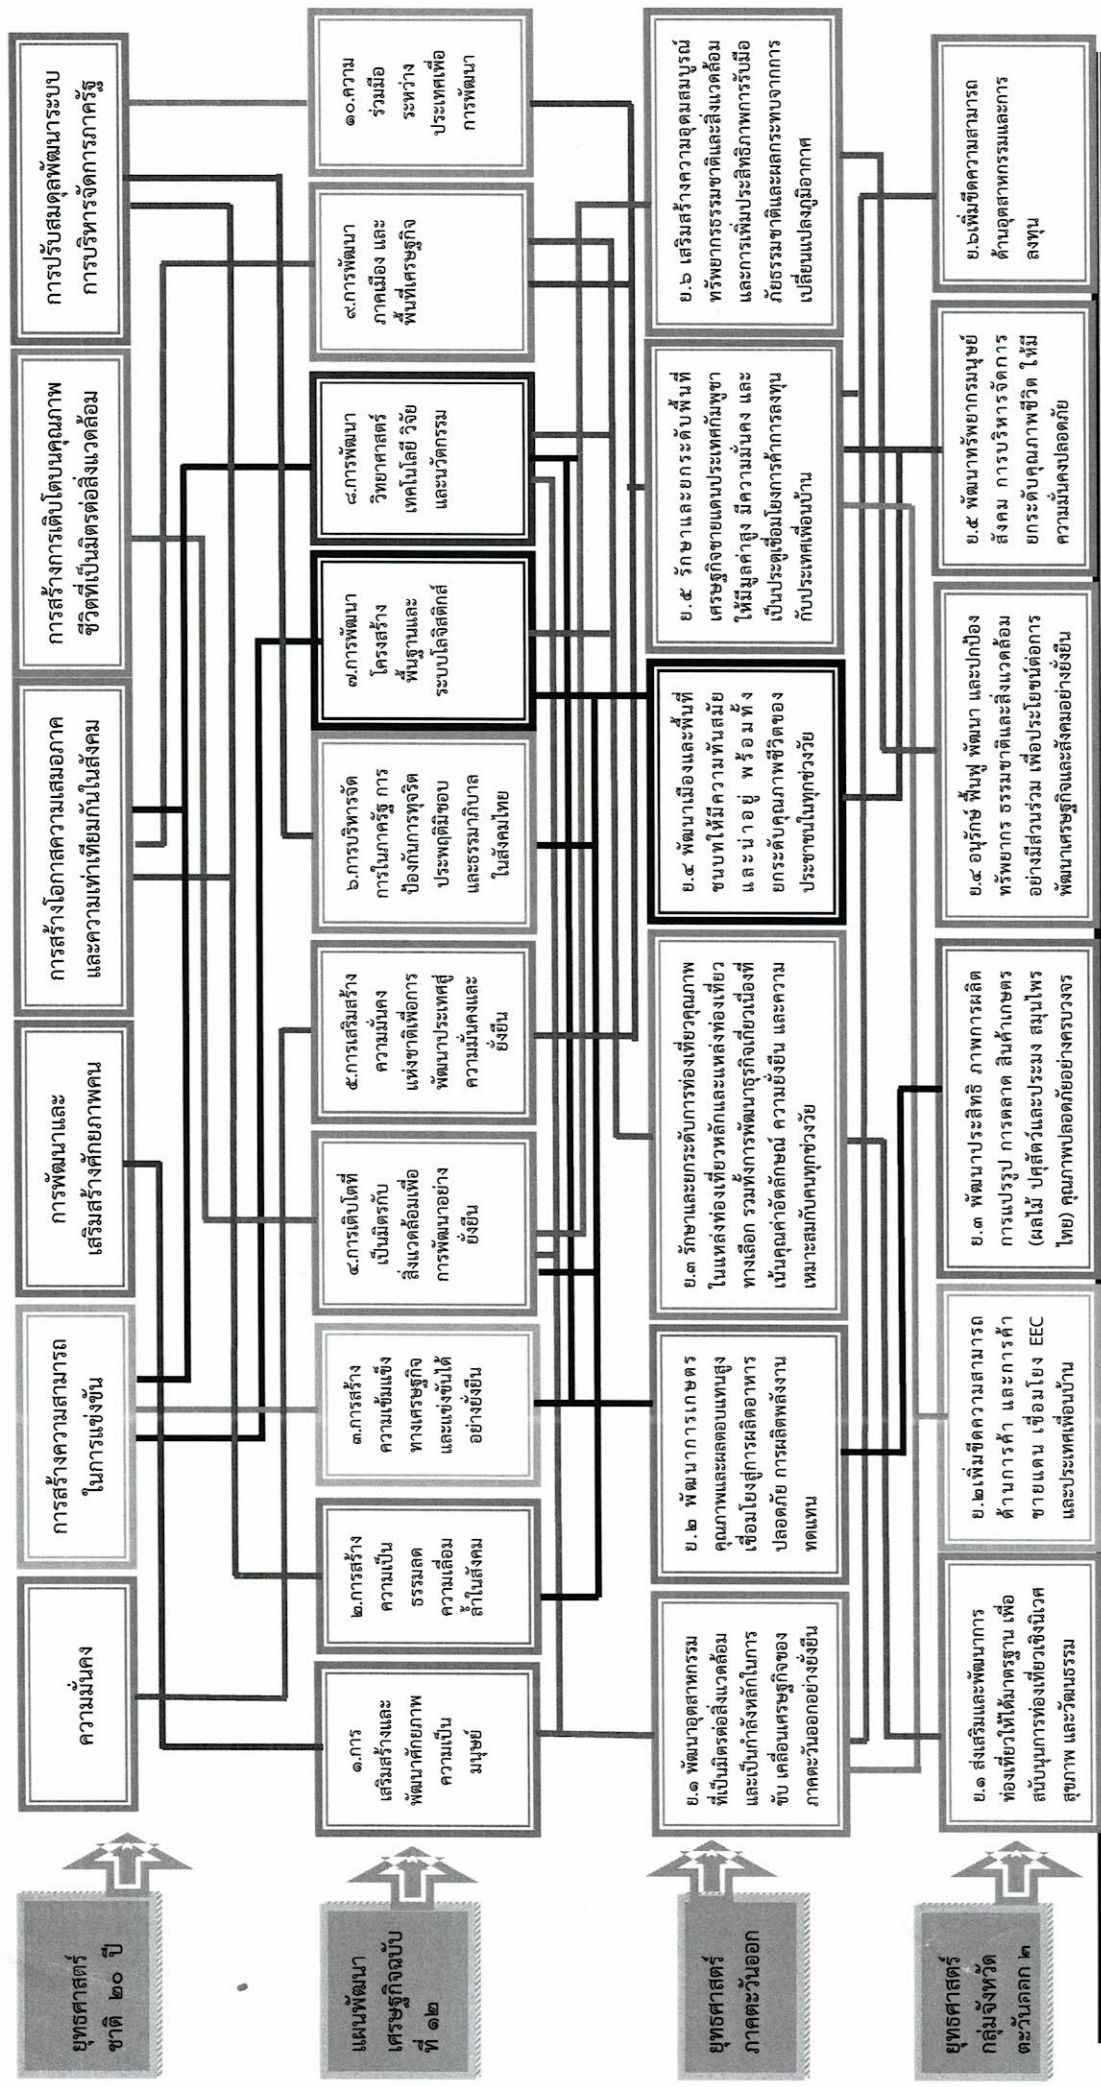 ยุทธศาสตร์
ชาติ ๒๐ ปี
ความมั่นคง
การสร้างความสามารถ
ในการแข่งขัน
การพัฒนาและ
เสริมสร้างศักยภาพคน
การสร้างโอกาสความเสมอภาค
และความเท่าเทียมกันในสังคม
การสร้างการเติบโตบนคุณภาพ
ชีวิตที่เป็นมิตรต่อสิ่งแวดล้อม
การปรับสมดุลพัฒนาระบบ
การบริหารจัดการภาครัฐ
แผนพัฒนา
เศรษฐกิจฉบับ
ที่ ๑๒
๑.การ
เสริมสร้างและ
พัฒนาศักยภาพ
ความเป็น
มนุษย์
๒.การสร้าง
ความเป็น
ธรรมลด
ความเลื่อม
ล้ำในสังคม
๓.การสร้าง
ความเข้มแข็ง
ทางเศรษฐกิจ
และแข่งขันได้
อย่างยั่งยืน
๔.การเติบโตที่
เป็นมิตรกับ
สิ่งแวดล้อมเพื่อ
การพัฒนาอย่าง
ยั่งยืน
๕.การเสริมสร้าง
ความมั่นคง
แห่งชาติเพื่อการ
พัฒนาประเทศสู่
ความมั่นคงและ
ยั่งยืน
๖.การบริหารจัด
การในภาครัฐ การ
ป้องกันการทุจริต
ประพฤติมิชอบ
และธรรมาภิบาล
ในสังคมไทย
๗.การพัฒนา
โครงสร้าง
พื้นฐานและ
ระบบโลจิสติกส์
๘.การพัฒนา
วิทยาศาสตร์
เทคโนโลยี วิจัย
และนวัตกรรม
๙.การพัฒนา
ภาคเมือง และ
พื้นที่เศรษฐกิจ
๑๐.ความ
ร่วมมือ
ระหว่าง
ประเทศเพื่อ
การพัฒนา
ยุทธศาสตร์
ภาคตะวันออก
ย.๑ พัฒนาอุตสาหกรรม
ที่เป็นมิตรต่อสิ่งแวดล้อม
และเป็นกำลังหลักในการ
ขับ เคลื่อนเศรษฐกิจของ
ภาคตะวันออกอย่างยั่งยืน
ย.๒ พัฒนาการเกษตร
คุณภาพและผลตอบแทนสูง
เชื่อมโยงสู่การผลิตอาหาร
ปลอดภัย การผลิตพลังงาน
ทดแทน
ย.๓ รักษาและยกระดับการท่องเที่ยวคุณภาพ
ในแหล่งท่องเที่ยวหลักและแหล่งท่องเที่ยว
ทางเลือก รวมทั้งการพัฒนาธุรกิจเกี่ยวเนื่องที่
เน้นคุณค่าอัตลักษณ์ ความยั่งยืน และความ
เหมาะสมกับคนทุกช่วงวัย
ย.๔ พัฒนาเมืองและพื้นที่
ชนบทให้มีความทันสมัย
และน่าอยู่ พร้อมทั้ง
ยกระดับคุณภาพชีวิตของ
ประชาชนในทุกช่วงวัย
ย.๕ รักษาและยกระดับพื้นที่
เศรษฐกิจชายแดนประเทศกัมพูชา
ให้มีมูลค่าสูง มีความมั่นคง และ
เป็นประตูเชื่อมโยงการค้าการลงทุน
กับประเทศเพื่อนบ้าน
ย.๖ เสริมสร้างความอุดมสมบูรณ์
ทรัพยากรธรรมชาติและสิ่งแวดล้อม
และการเพิ่มประสิทธิภาพการรับมือ
ภัยธรรมชาติและผลกระทบจากการ
เปลี่ยนแปลงภูมิอากาศ
ยุทธศาสตร์
กลุ่มจังหวัด
ตะวันออก ๒
ย.๑ ส่งเสริมและพัฒนาการ
ท่องเที่ยวให้ได้มาตรฐาน เพื่อ
สนับนุนการท่องเที่ยวเชิงนิเวศ
สุขภาพ และวัฒนธรรม
ย.๒เพิ่มขีดความสามารถ
ด้านการค้า และการค้า
ชายแดน เชื่อมโยง EEC
และประเทศเพื่อนบ้าน
ย.๓ พัฒนาประสิทธิ ภาพการผลิต
การแปรรูป การตลาด สินค้าเกษตร
(ผลไม้ ปศุสัตว์และประมง สมุนไพร
ไทย) คุณภาพปลอดภัยอย่างครบวงจร
ย.๔ อนุรักษ์ ฟื้นฟู พัฒนา และปกป้อง
ทรัพยากร ธรรมชาติและสิ่งแวดล้อม
อย่างมีส่วนร่วม เพื่อประโยชน์ต่อการ
พัฒนาเศรษฐกิจและสังคมอย่างยั่งยืน
ย.๕ พัฒนาทรัพยากรมนุษย์
สังคม การบริหารจัดการ
ยกระดับคุณภาพชีวิต ให้มี
ความมั่นคงปลอดภัย
ย.๖เพิ่มขีดความสามารถ
ด้านอุตสาหกรรมและการ
ลงทุน